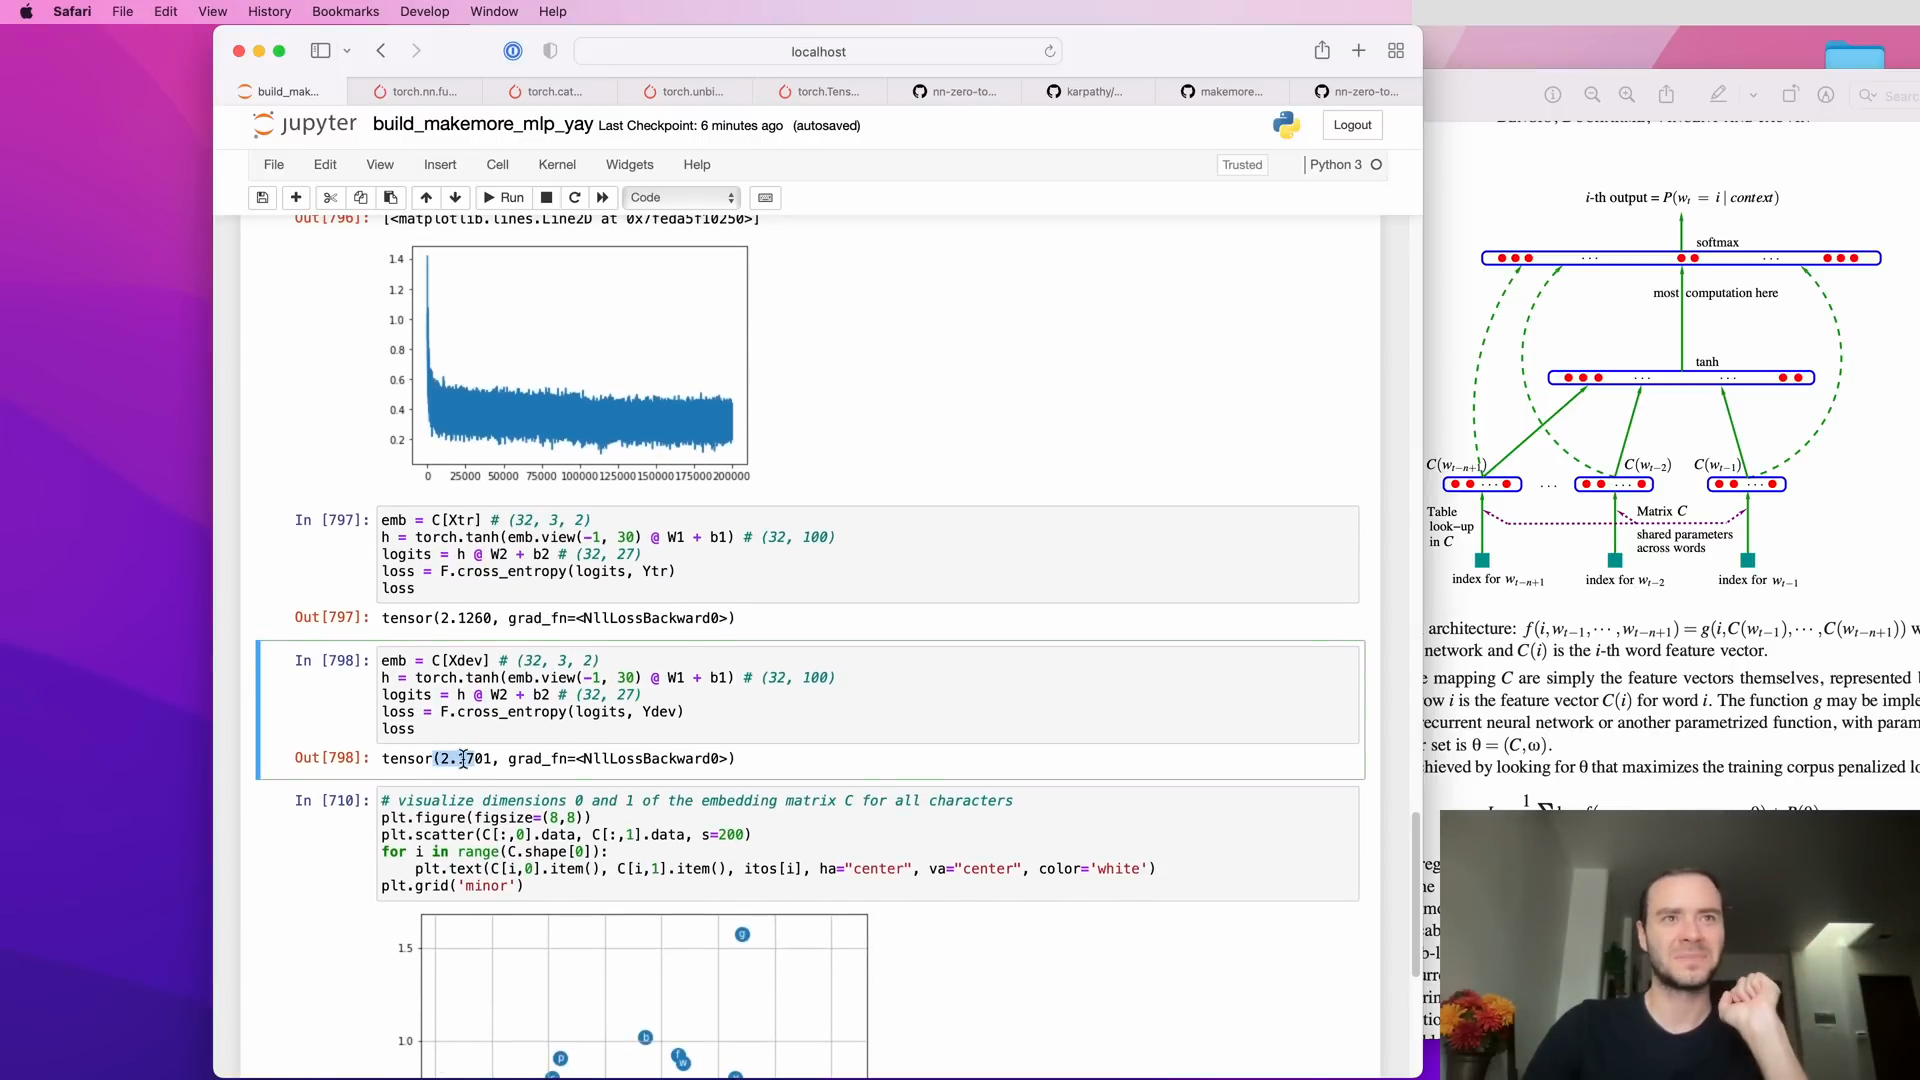 Safari File Edit View History Bookmarks Develop Window Help
localhost
build_mak... torch.nn.fu... torch.cat... torch.unbi... torch.Tens... nn-zero-to... karpathy/... makemore... nn-zero-to...
jupyter build_makemore_mlp_yay Last Checkpoint: 6 minutes ago (autosaved)
Logout
File Edit View Insert Cell Kernel Widgets Help
Trusted Python 3
Run Code
Out[796]: [<matplotlib.lines.Line2D at 0x7feda5f10250>]
1.4
1.2
1.0
0.8
0.6
0.4
0.2
0 25000 50000 75000 100000 125000 150000 175000 200000
In [797]: emb = C[Xtr] # (32, 3, 2)
h = torch.tanh(emb.view(-1, 30) @ W1 + b1) # (32, 100)
logits = h @ W2 + b2 # (32, 27)
loss = F.cross_entropy(logits, Ytr)
loss
Out[797]: tensor(2.1260, grad_fn=<NllLossBackward0>)
In [798]: emb = C[Xdev] # (32, 3, 2)
h = torch.tanh(emb.view(-1, 30) @ W1 + b1) # (32, 100)
logits = h @ W2 + b2 # (32, 27)
loss = F.cross_entropy(logits, Ydev)
loss
Out[798]: tensor(2.1701, grad_fn=<NllLossBackward0>)
In [710]: # visualize dimensions 0 and 1 of the embedding matrix C for all characters
plt.figure(figsize=(8,8))
plt.scatter(C[:,0].data, C[:,1].data, s=200)
for i in range(C.shape[0]):
plt.text(C[i,0].item(), C[i,1].item(), itos[i], ha="center", va="center", color='white')
plt.grid('minor')
1.5
g
1.0
b
p
f
w
Search
i-th output = P(w_t = i | context)
softmax
. . .
. . .
most computation here
tanh
. . .
. . .
C(w_{t-n+1}) C(w_{t-2}) C(w_{t-1})
. . .
Table look-up in C
Matrix C
shared parameters across words
index for w_{t-n+1} index for w_{t-2} index for w_{t-1}
architecture: f(i, w_{t-1}, ⋯, w_{t-n+1}) = g(i, C(w_{t-1}), ⋯, C(w_{t-n+1})) w
network and C(i) is the i-th word feature vector.
mapping C are simply the feature vectors themselves, represented b
ow i is the feature vector C(i) for word i. The function g may be imple
ecurrent neural network or another parametrized function, with param
set is θ = (C, ω).
hieved by looking for θ that maximizes the training corpus penalized lo